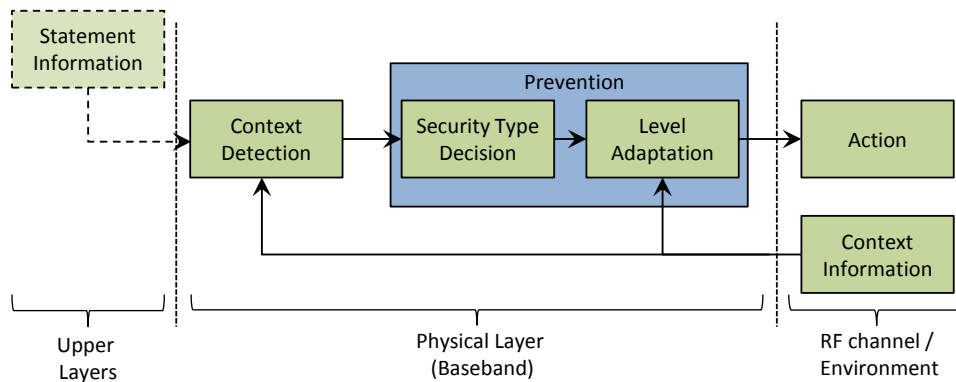 Statement
Information
Prevention
Context
Detection
Security Type
Decision
Level
Adaptation
Action
Context
Information
Upper
Layers
Physical Layer
(Baseband)
RF channel /
Environment